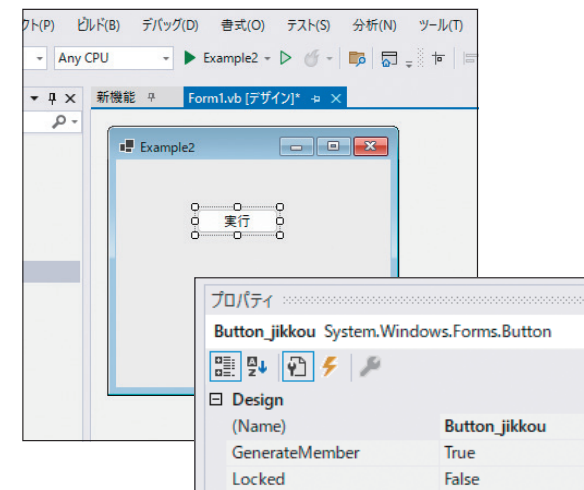 クト(P) ビルド(B) デバッグ(D) 書式(O) テスト(S) 分析(N) ツール(T)
Any CPU Example2
新機能 Form1.vb [デザイン]*
Example2
実行
プロパティ
Button_jikkou System.Windows.Forms.Button
Design
(Name) Button_jikkou
GenerateMember True
Locked False